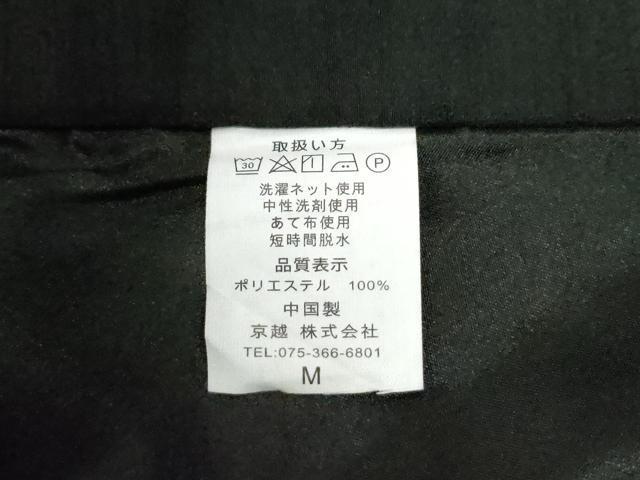 取扱い方
30 P
洗濯ネット使用
中性洗剤使用
あて布使用
短時間脱水
品質表示
ポリエステル 100%
中国製
京越 株式会社
TEL:075-366-6801
M